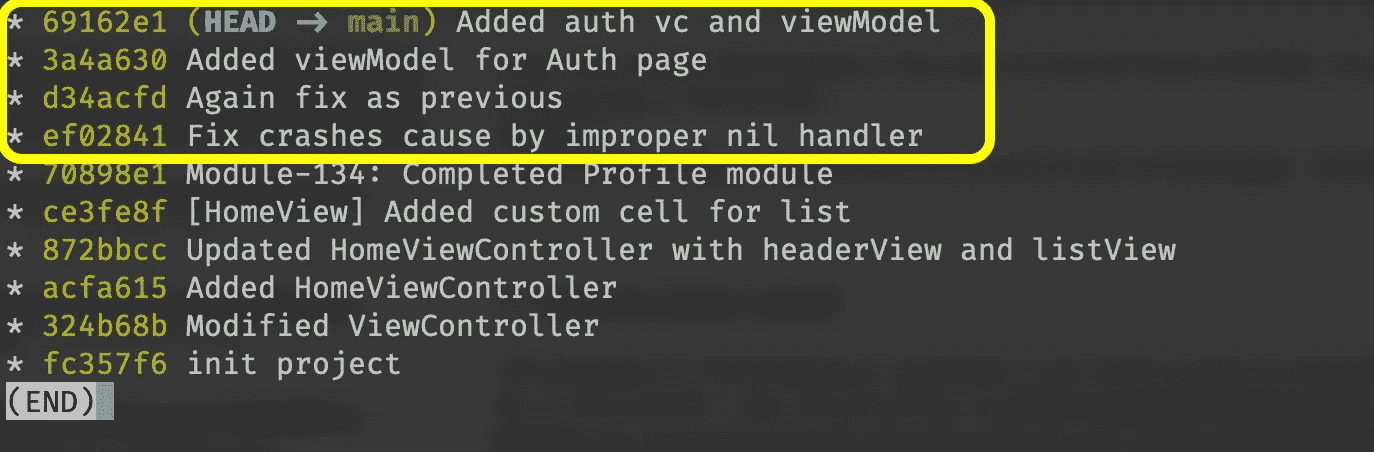 * 69162e1 (HEAD → main) Added auth vc and viewModel
* 3a4a630 Added viewModel for Auth page
* d34acfd Again fix as previous
* ef02841 Fix crashes cause by improper nil handler
* 70898e1 Module-134: Completed Profile module
* ce3fe8f [HomeView] Added custom cell for list
* 872bbcc Updated HomeViewController with headerView and listView
* acfa615 Added HomeViewController
* 324b68b Modified ViewController
* fc357f6 init project
(END)